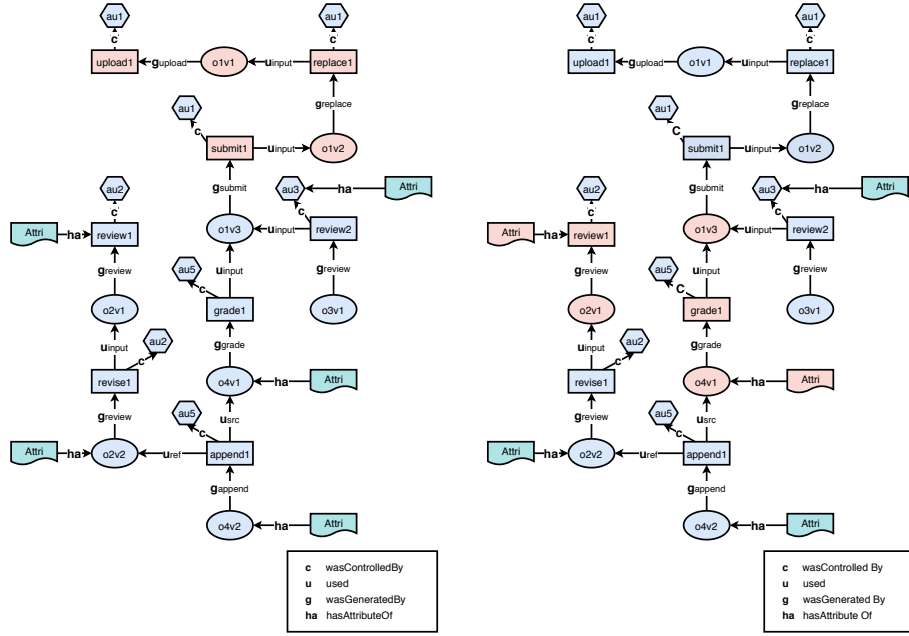 au1 au1
c c
upload1 gupload o1v1 uinput replace1
greplace
au1
c
submit1 uinput o1v2
gsubmit
au2 au3 ha Attri
c c
Attri ha review1 o1v3 uinput review2
greview uinput greview
au5
c
o2v1 grade1 o3v1
uinput au2 ggrade
c
revise1 o4v1 ha Attri
greview usrc
au5
c
Attri ha o2v2 uref append1
gappend
o4v2 ha Attri
c wasControlledBy
u used
g wasGeneratedBy
ha hasAttributeOf
au1 au1
c c
upload1 gupload o1v1 uinput replace1
greplace
au1
C
submit1 uinput o1v2
gsubmit
au2 au3 ha Attri
c c
Attri ha review1 o1v3 uinput review2
greview uinput greview
au5
C
o2v1 grade1 o3v1
uinput au2 ggrade
c
revise1 o4v1 ha Attri
greview usrc
au5
c
Attri ha o2v2 uref append1
gappend
o4v2 ha Attri
c wasControlled By
u used
g wasGenerated By
ha hasAttribute Of